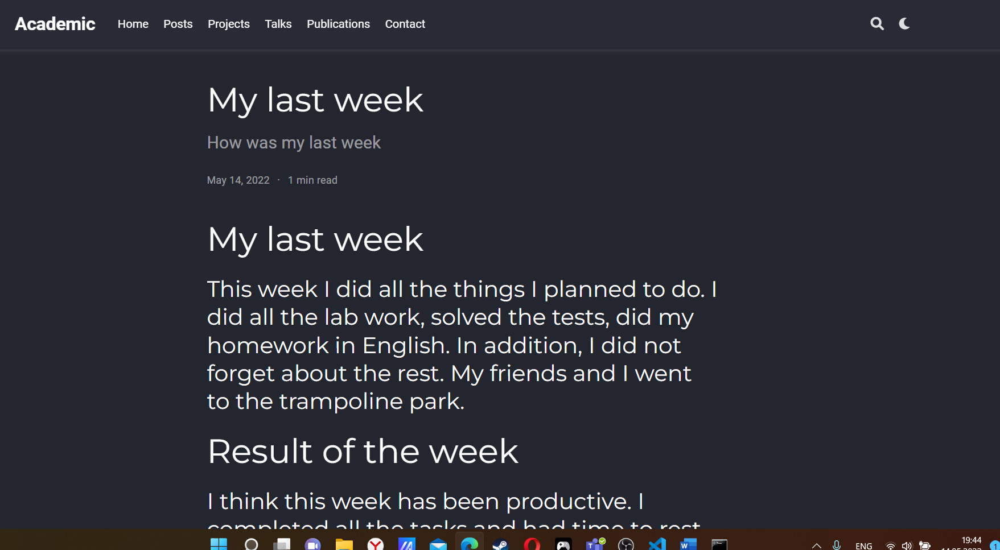 Academic Home Posts Projects Talks Publications Contact
My last week
How was my last week
May 14, 2022 · 1 min read
My last week
This week I did all the things I planned to do. I
did all the lab work, solved the tests, did my
homework in English. In addition, I did not
forget about the rest. My friends and I went
to the trampoline park.
Result of the week
I think this week has been productive. I
completed all the tasks and had time to rest
ENG 19:44
14.05.2022
1